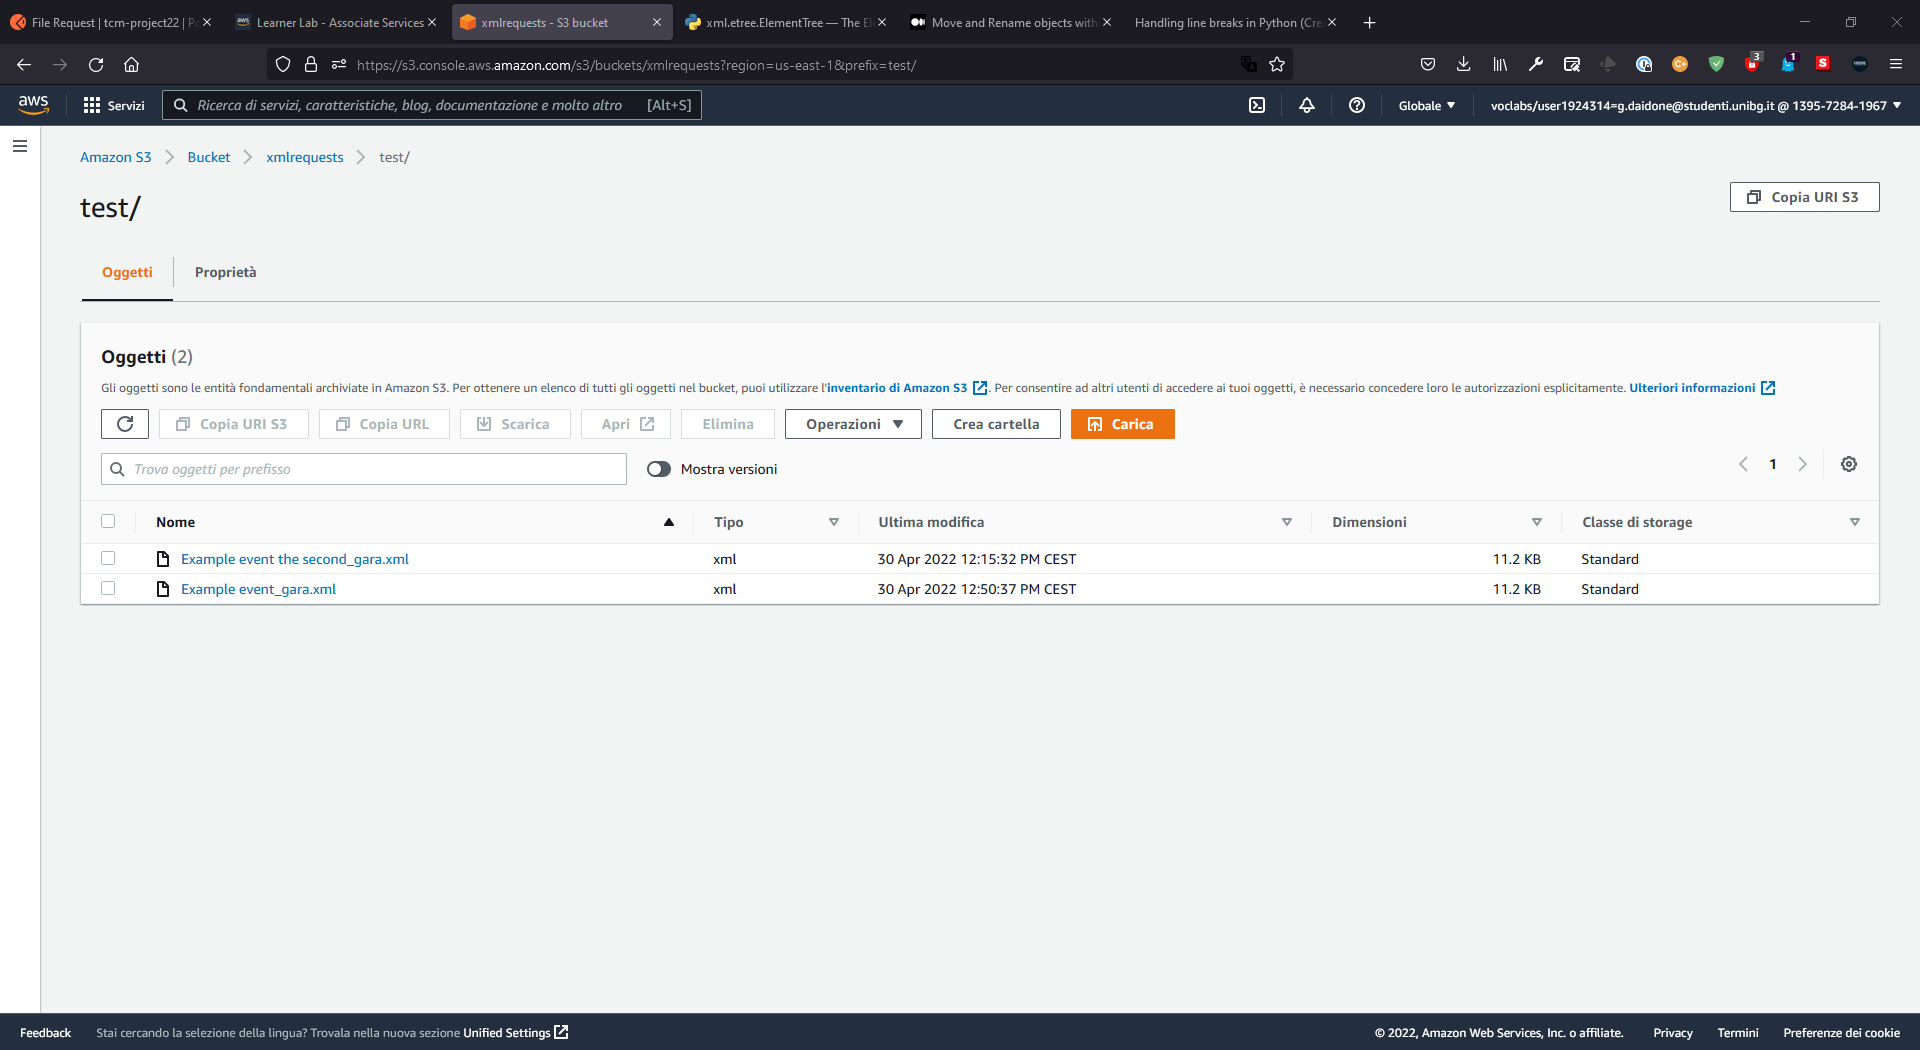 File Request | tcm-project22 | Po
Learner Lab - Associate Services
xmlrequests - S3 bucket
xml.etree.ElementTree — The El
Move and Rename objects with
Handling line breaks in Python (Cre
https://s3.console.aws.amazon.com/s3/buckets/xmlrequests?region=us-east-1&prefix=test/
3
1
aws
Servizi
Ricerca di servizi, caratteristiche, blog, documentazione e molto altro
[Alt+S]
Globale
voclabs/user1924314=g.daidone@studenti.unibg.it @ 1395-7284-1967
Amazon S3
Bucket
xmlrequests
test/
test/
Copia URI S3
Oggetti
Proprietà
Oggetti (2)
Gli oggetti sono le entità fondamentali archiviate in Amazon S3. Per ottenere un elenco di tutti gli oggetti nel bucket, puoi utilizzare l'inventario di Amazon S3 . Per consentire ad altri utenti di accedere ai tuoi oggetti, è necessario concedere loro le autorizzazioni esplicitamente. Ulteriori informazioni
Copia URI S3
Copia URL
Scarica
Apri
Elimina
Operazioni
Crea cartella
Carica
Trova oggetti per prefisso
Mostra versioni
1
Nome
Tipo
Ultima modifica
Dimensioni
Classe di storage
Example event the second_gara.xml
xml
30 Apr 2022 12:15:32 PM CEST
11.2 KB
Standard
Example event_gara.xml
xml
30 Apr 2022 12:50:37 PM CEST
11.2 KB
Standard
Feedback
Stai cercando la selezione della lingua? Trovala nella nuova sezione Unified Settings
© 2022, Amazon Web Services, Inc. o affiliate.
Privacy
Termini
Preferenze dei cookie